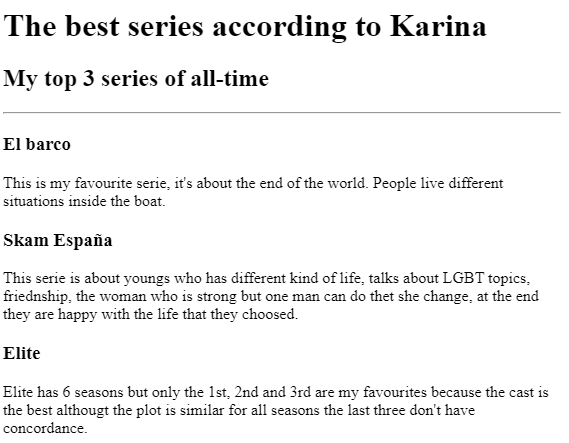 The best series according to Karina
My top 3 series of all-time
El barco
This is my favourite serie, it's about the end of the world. People live different
situations inside the boat.
Skam España
This serie is about youngs who has different kind of life, talks about LGBT topics,
friednship, the woman who is strong but one man can do thet she change, at the end
they are happy with the life that they choosed.
Elite
Elite has 6 seasons but only the 1st, 2nd and 3rd are my favourites because the cast is
the best althougt the plot is similar for all seasons the last three don't have
concordance.